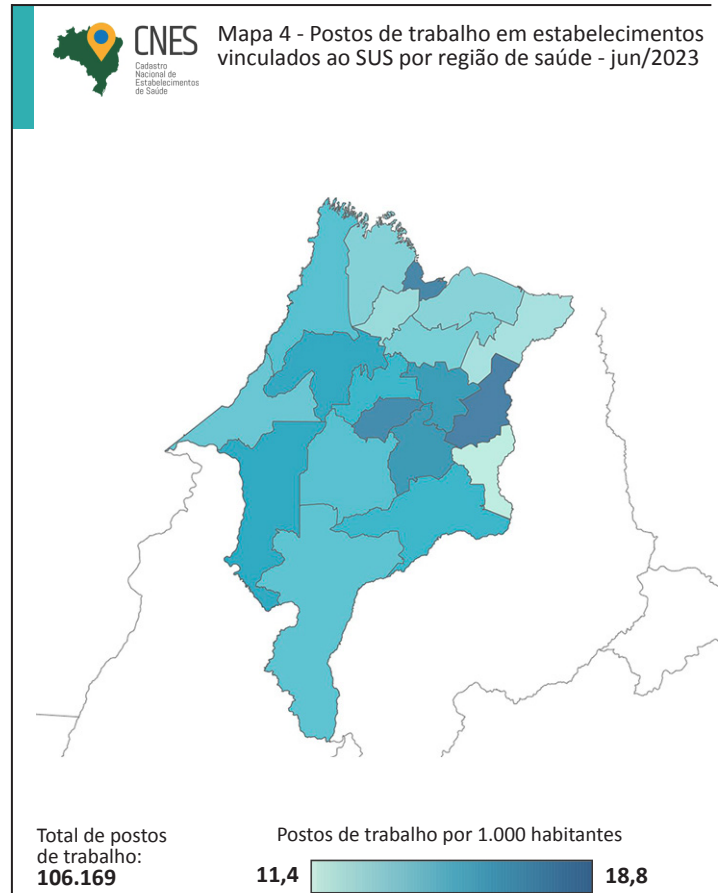 CNES
Cadastro
Nacional de
Estabelecimentos
de Saúde
Mapa 4 - Postos de trabalho em estabelecimentos
vinculados ao SUS por região de saúde - jun/2023
Total de postos
de trabalho:
106.169
Postos de trabalho por 1.000 habitantes
11,4
18,8